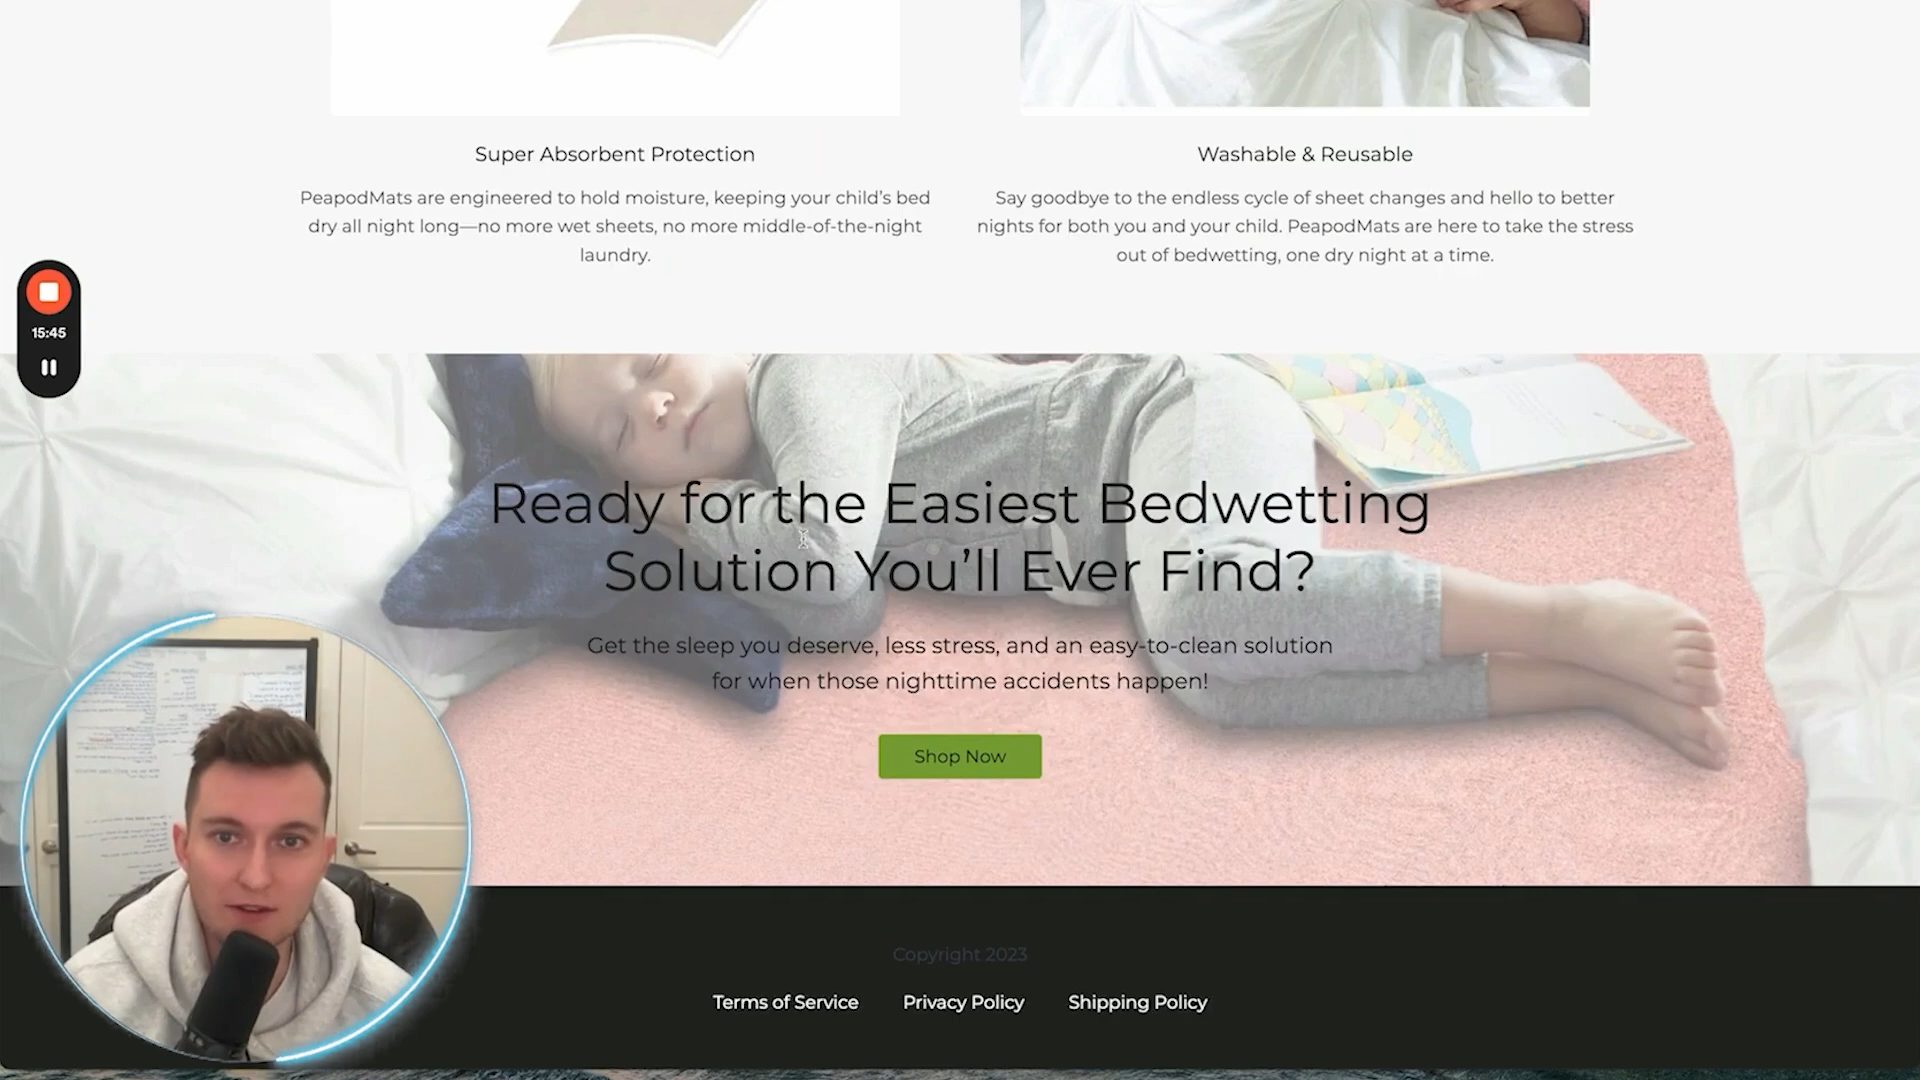 Super Absorbent Protection
PeapodMats are engineered to hold moisture, keeping your child’s bed
dry all night long—no more wet sheets, no more middle-of-the-night
laundry.
Washable & Reusable
Say goodbye to the endless cycle of sheet changes and hello to better
nights for both you and your child. PeapodMats are here to take the stress
out of bedwetting, one dry night at a time.
15:45
Ready for the Easiest Bedwetting
Solution You’ll Ever Find?
Get the sleep you deserve, less stress, and an easy-to-clean solution
for when those nighttime accidents happen!
Shop Now
Copyright 2023
Terms of Service
Privacy Policy
Shipping Policy